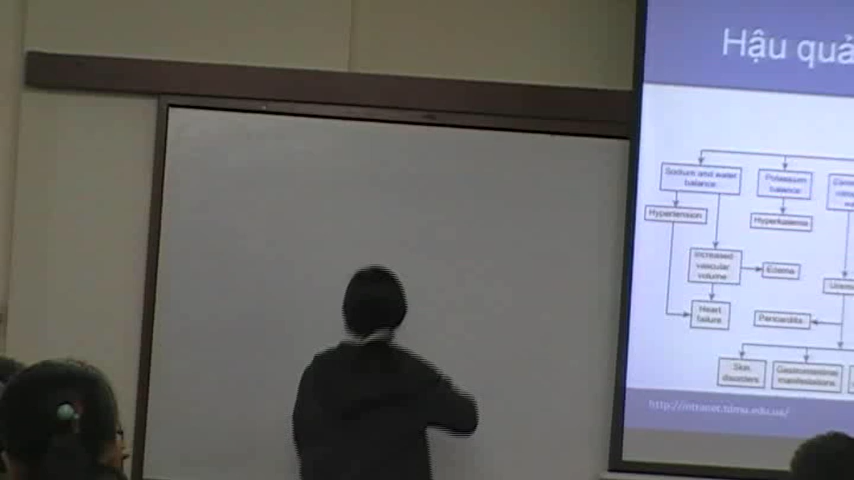 Hậu quả
Sodium and water
balance
Potassium
balance
Hypertension
Hyperkalemia
Increased
vascular
volume
Edema
Heart
failure
Pericarditis
Skin
disorders
Gastrointestinal
manifestations
http://intranet.tdmu.edu.ua/